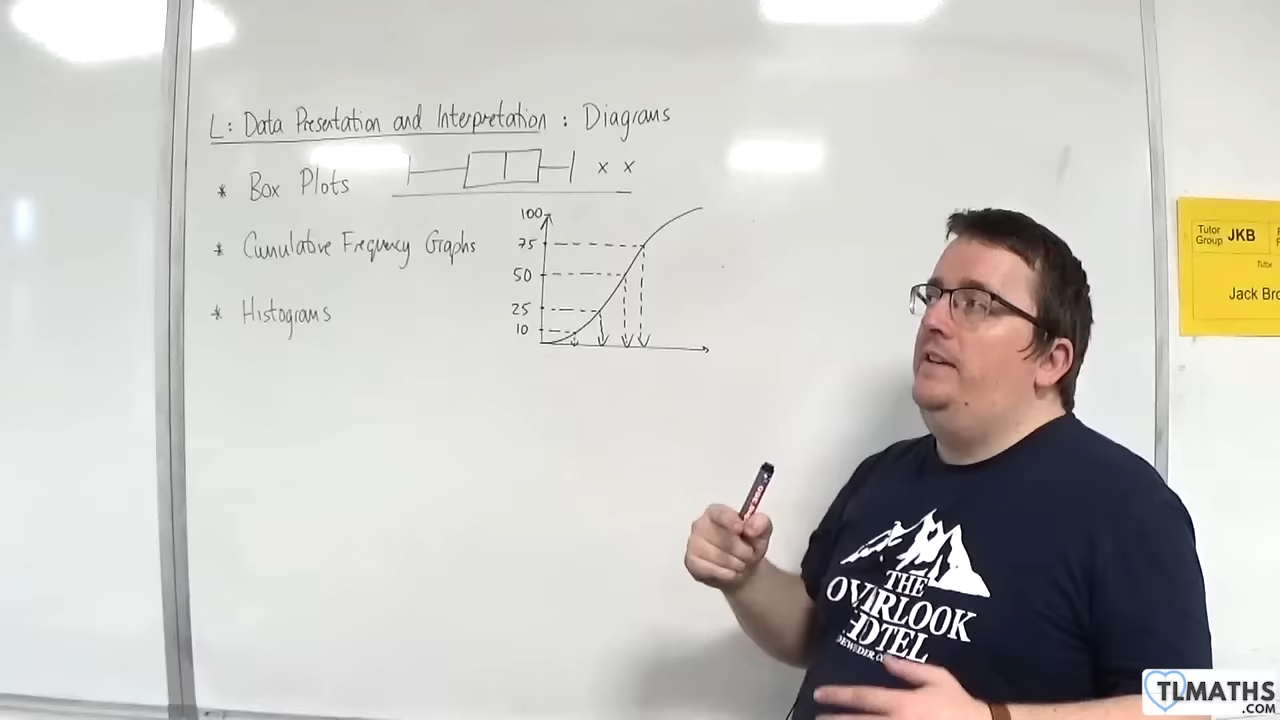 L: Data Presentation and Interpretation : Diagrams
* Box Plots
x x
* Cumulative Frequency Graphs
* Histograms
100
75
50
25
10
Tutor Group JKB
Tutor
Jack Bro
THE
OVERLOOK
HOTEL
TLMATHS
.COM